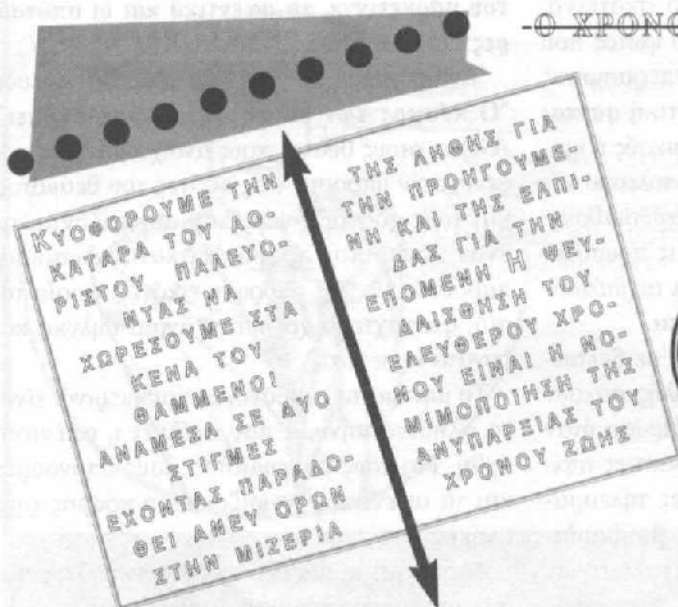 -Ο ΧΡΟΝΟ
ΚΥΟΦΟΡΟΥΜΕ ΤΗΝ
ΚΑΤΑΡΑ ΤΟΥ ΑΟ-
ΡΙΣΤΟΥ ΠΑΛΕΥΟ-
ΝΤΑΣ ΝΑ
ΧΩΡΕΣΟΥΜΕ ΣΤΑ
ΚΕΝΑ ΤΟΥ
ΘΑΜΜΕΝΟΙ
ΑΝΑΜΕΣΑ ΣΕ ΔΥΟ
ΣΤΙΓΜΕΣ
ΕΧΟΝΤΑΣ ΠΑΡΑΔΟ-
ΘΕΙ ΑΝΕΥ ΟΡΩΝ
ΣΤΗΝ ΜΙΖΕΡΙΑ
ΤΗΣ ΛΗΘΗΣ ΓΙΑ
ΤΗΝ ΠΡΟΗΓΟΥΜΕ-
ΝΗ ΚΑΙ ΤΗΣ ΕΛΠΙ-
ΔΑΣ ΓΙΑ ΤΗΝ
ΕΠΟΜΕΝΗ Η ΨΕΥ-
ΔΑΙΣΘΗΣΗ ΤΟΥ
ΕΛΕΥΘΕΡΟΥ ΧΡΟ-
ΝΟΥ ΕΙΝΑΙ Η ΝΟ-
ΜΙΜΟΠΟΙΗΣΗ ΤΗΣ
ΑΝΥΠΑΡΞΙΑΣ ΤΟΥ
ΧΡΟΝΟΥ ΖΩΗΣ